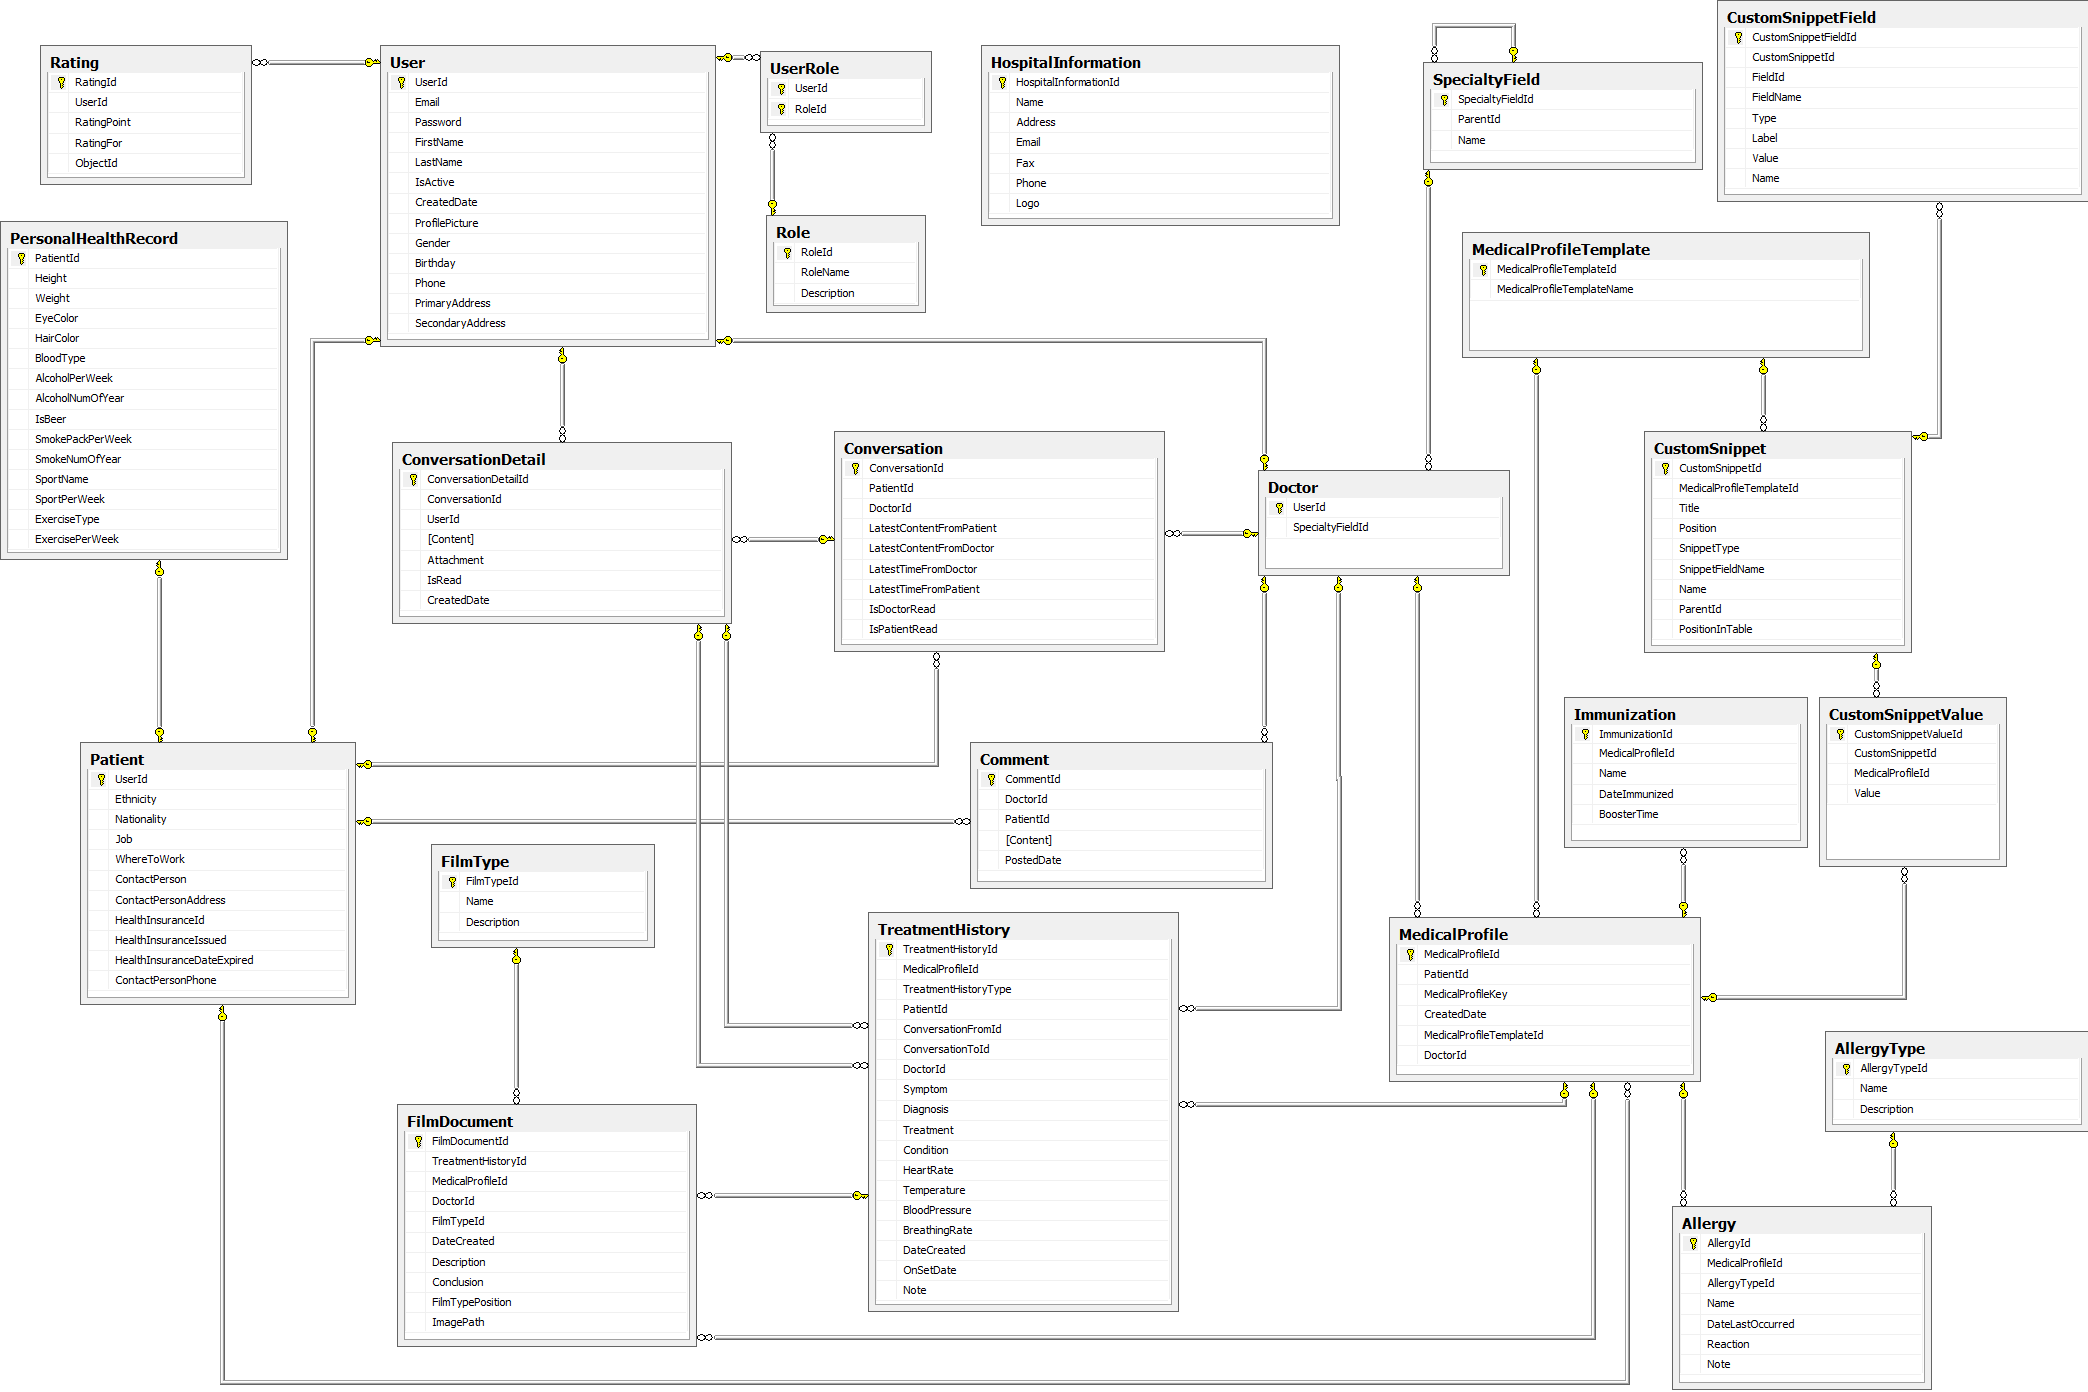 Rating
RatingId
UserId
RatingPoint
RatingFor
ObjectId
User
UserId
Email
Password
FirstName
LastName
IsActive
CreatedDate
ProfilePicture
Gender
Birthday
Phone
PrimaryAddress
SecondaryAddress
UserRole
UserId
RoleId
Role
RoleId
RoleName
Description
HospitalInformation
HospitalInformationId
Name
Address
Email
Fax
Phone
Logo
SpecialtyField
SpecialtyFieldId
ParentId
Name
CustomSnippetField
CustomSnippetFieldId
CustomSnippetId
FieldId
FieldName
Type
Label
Value
Name
PersonalHealthRecord
PatientId
Height
Weight
EyeColor
HairColor
BloodType
AlcoholPerWeek
AlcoholNumOfYear
IsBeer
SmokePackPerWeek
SmokeNumOfYear
SportName
SportPerWeek
ExerciseType
ExercisePerWeek
MedicalProfileTemplate
MedicalProfileTemplateId
MedicalProfileTemplateName
ConversationDetail
ConversationDetailId
ConversationId
UserId
[Content]
Attachment
IsRead
CreatedDate
Conversation
ConversationId
PatientId
DoctorId
LatestContentFromPatient
LatestContentFromDoctor
LatestTimeFromDoctor
LatestTimeFromPatient
IsDoctorRead
IsPatientRead
Doctor
UserId
SpecialtyFieldId
CustomSnippet
CustomSnippetId
MedicalProfileTemplateId
Title
Position
SnippetType
SnippetFieldName
Name
ParentId
PositionInTable
Immunization
ImmunizationId
MedicalProfileId
Name
DateImmunized
BoosterTime
CustomSnippetValue
CustomSnippetValueId
CustomSnippetId
MedicalProfileId
Value
Patient
UserId
Ethnicity
Nationality
Job
WhereToWork
ContactPerson
ContactPersonAddress
HealthInsuranceId
HealthInsuranceIssued
HealthInsuranceDateExpired
ContactPersonPhone
Comment
CommentId
DoctorId
PatientId
[Content]
PostedDate
FilmType
FilmTypeId
Name
Description
TreatmentHistory
TreatmentHistoryId
MedicalProfileId
TreatmentHistoryType
PatientId
ConversationFromId
ConversationToId
DoctorId
Symptom
Diagnosis
Treatment
Condition
HeartRate
Temperature
BloodPressure
BreathingRate
DateCreated
OnSetDate
Note
MedicalProfile
MedicalProfileId
PatientId
MedicalProfileKey
CreatedDate
MedicalProfileTemplateId
DoctorId
AllergyType
AllergyTypeId
Name
Description
FilmDocument
FilmDocumentId
TreatmentHistoryId
MedicalProfileId
DoctorId
FilmTypeId
DateCreated
Description
Conclusion
FilmTypePosition
ImagePath
Allergy
AllergyId
MedicalProfileId
AllergyTypeId
Name
DateLastOccurred
Reaction
Note